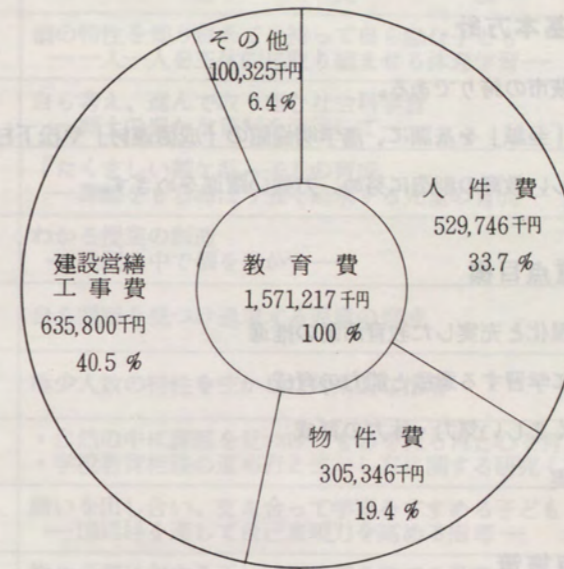 その他
100,325千円
6.4%
人件費
529,746千円
33.7%
教育費
1,571,217千円
100%
建設営繕
工事費
635,800千円
40.5%
物件費
305,346千円
19.4%